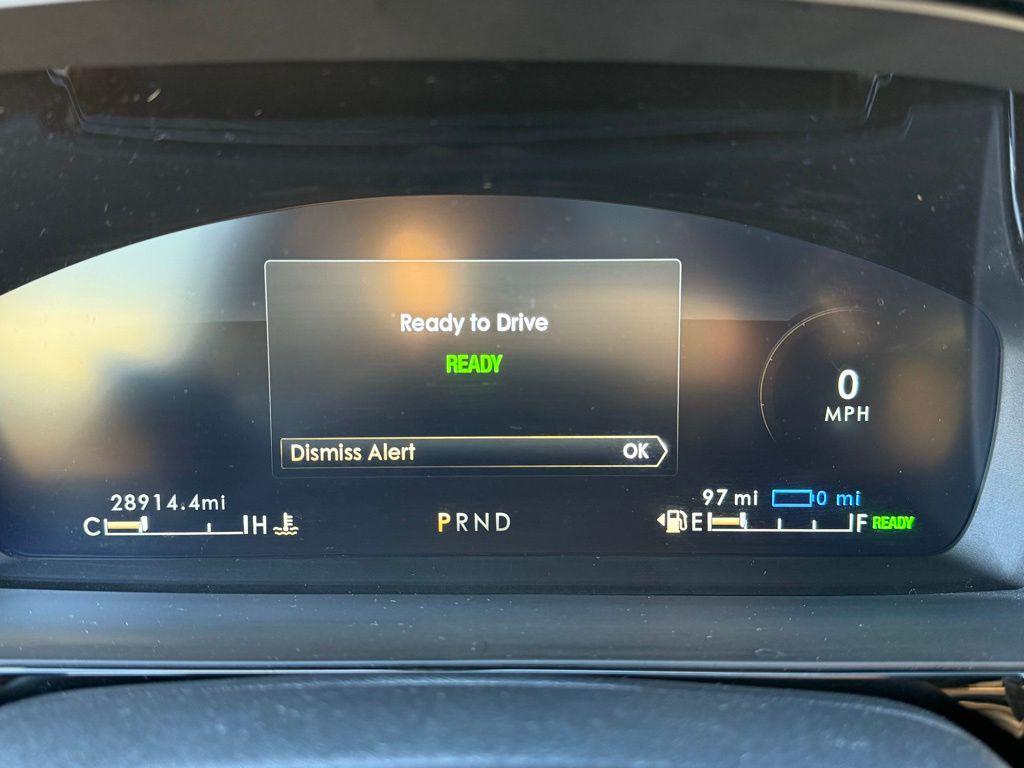 Ready to Drive
READY
0
MPH
Dismiss Alert OK
28914.4mi
97 mi 0 mi
C H
PRND
E F READY